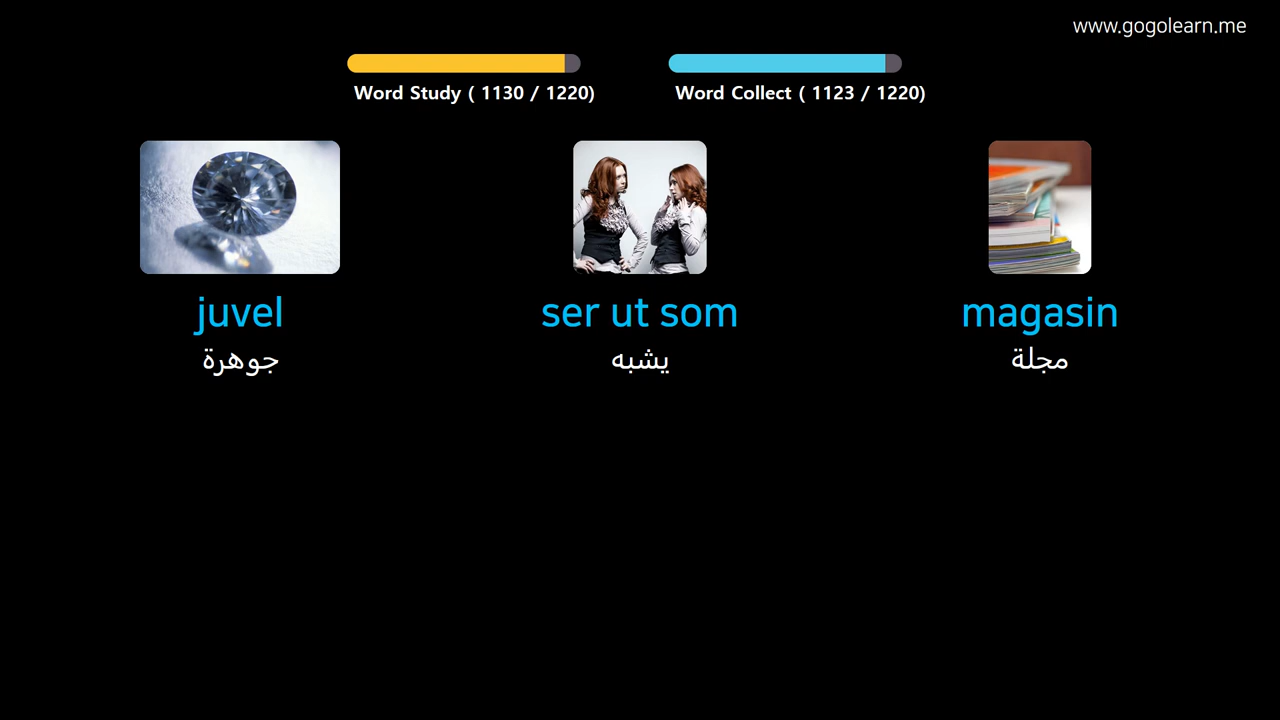 www.gogolearn.me
Word Study ( 1130 / 1220)
Word Collect ( 1123 / 1220)
juvel
ser ut som
magasin
جوهرة
يشبه
مجلة